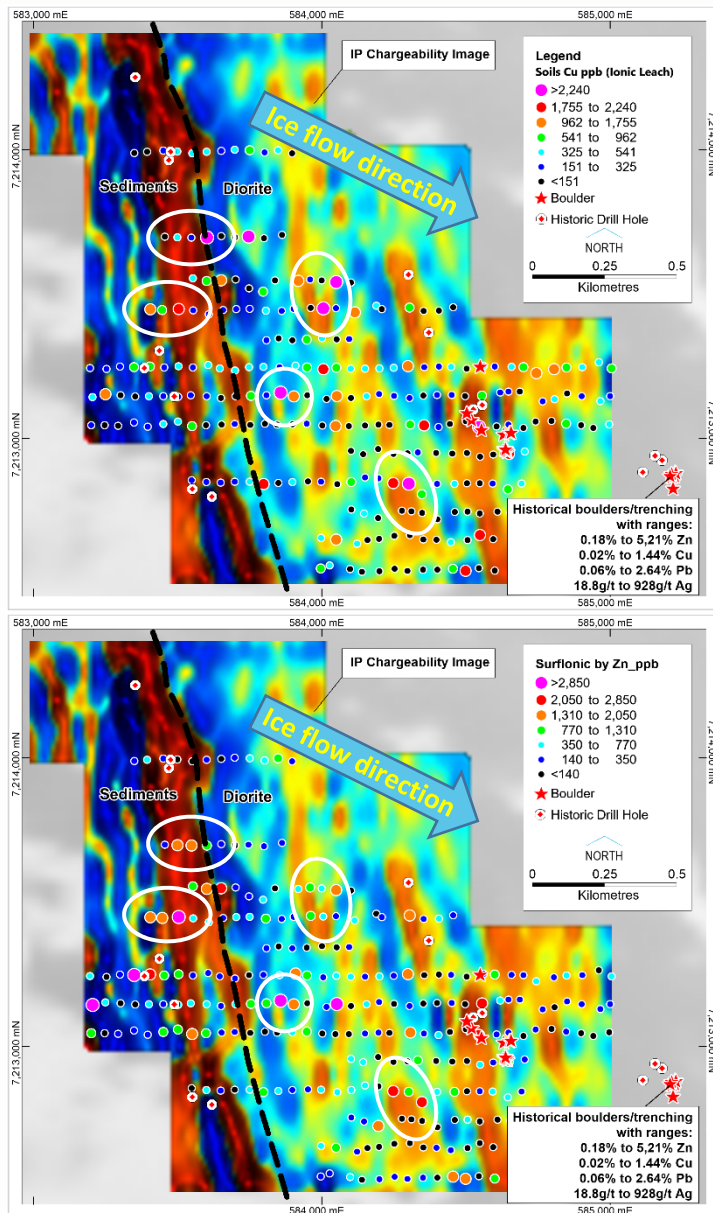 583,000 mE
584,000 mE
585,000 mE
IP Chargeability Image
Ice flow direction
7,214,000 mN
Sediments
Diorite
Legend
Soils Cu ppb (Ionic Leach)
>2,240
1,755 to 2,240
962 to 1,755
541 to 962
325 to 541
151 to 325
<151
Boulder
Historic Drill Hole
NORTH
0 0.25 0.5
Kilometres
7,213,000 mN
Historical boulders/trenching
with ranges:
0.18% to 5,21% Zn
0.02% to 1.44% Cu
0.06% to 2.64% Pb
18.8g/t to 928g/t Ag
584,000 mE
585,000 mE
583,000 mE
584,000 mE
585,000 mE
IP Chargeability Image
Ice flow direction
7,214,000 mN
Sediments
Diorite
SurfIonic by Zn_ppb
>2,850
2,050 to 2,850
1,310 to 2,050
770 to 1,310
350 to 770
140 to 350
<140
Boulder
Historic Drill Hole
NORTH
0 0.25 0.5
Kilometres
7,213,000 mN
Historical boulders/trenching
with ranges:
0.18% to 5,21% Zn
0.02% to 1.44% Cu
0.06% to 2.64% Pb
18.8g/t to 928g/t Ag
584,000 mE
585,000 mE